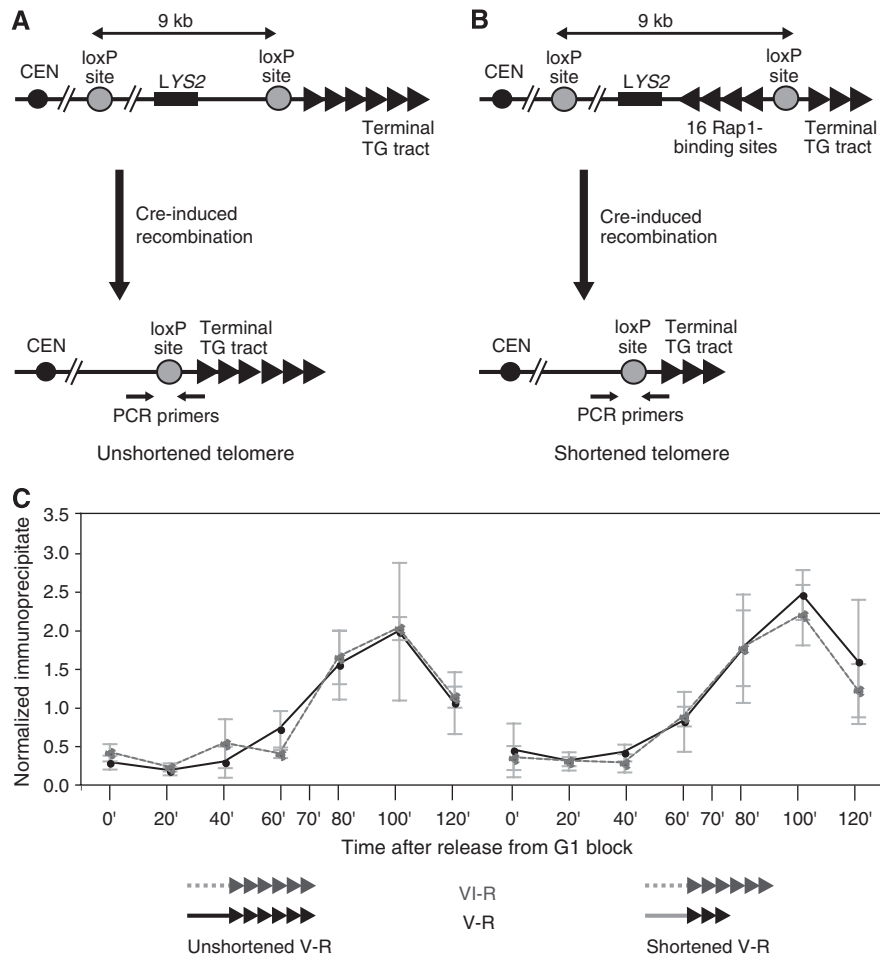 A
9 kb
CEN
loxP
site
LYS2
loxP
site
Terminal
TG tract
Cre-induced
recombination
CEN
loxP
site
Terminal
TG tract
PCR primers
Unshortened telomere
B
9 kb
CEN
loxP
site
LYS2
loxP
site
16 Rap1-
binding sites
Terminal
TG tract
Cre-induced
recombination
CEN
loxP
site
Terminal
TG tract
PCR primers
Shortened telomere
C
Normalized immunoprecipitate
3.5
3.0
2.5
2.0
1.5
1.0
0.5
0.0
0' 20' 40' 60' 70' 80' 100' 120' 0' 20' 40' 60' 70' 80' 100' 120'
Time after release from G1 block
VI-R
V-R
Unshortened V-R
Shortened V-R